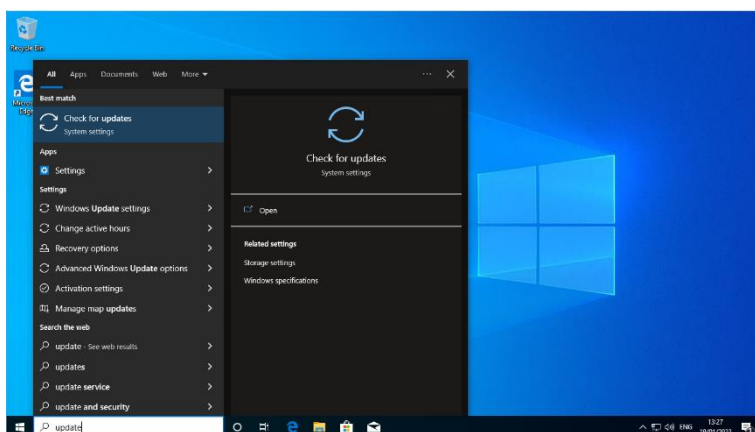 Recycle Bin
Edge
All Apps Documents Web More
Best match
Check for updates
System settings
Apps
Settings
Settings
Windows Update settings
Change active hours
Recovery options
Advanced Windows Update options
Activation settings
Manage map updates
Search the web
update - See web results
updates
update service
update and security
Check for updates
System settings
Open
Related settings
Storage settings
Windows specifications
update
ENG
13:27